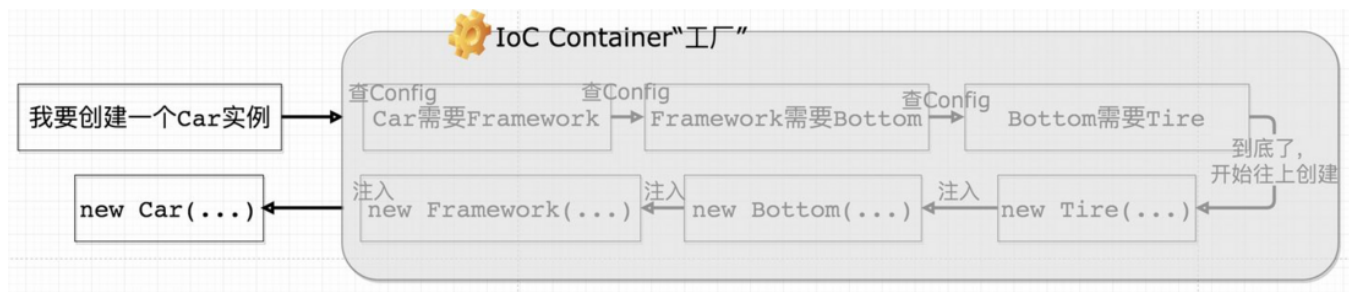 IoC Container“工厂”
我要创建一个Car实例
查Config
Car需要Framework
查Config
Framework需要Bottom
查Config
Bottom需要Tire
到底了，
开始往上创建
new Tire(...)
注入
new Bottom(...)
注入
new Framework(...)
注入
new Car(...)